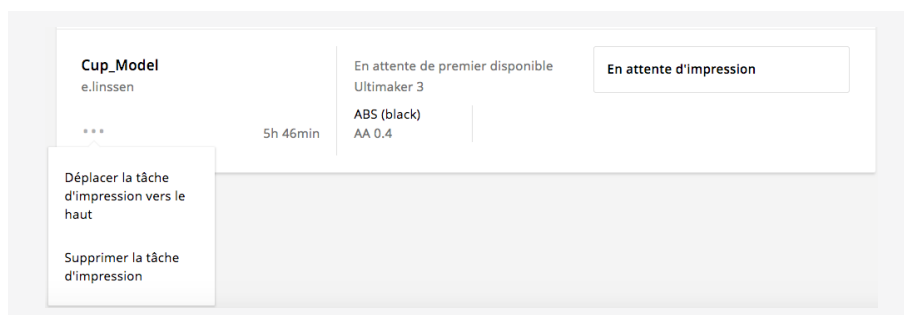 Cup_Model
e.linssen
5h 46min
En attente de premier disponible
Ultimaker 3
ABS (black)
AA 0.4
En attente d'impression
Déplacer la tâche
d'impression vers le
haut
Supprimer la tâche
d'impression